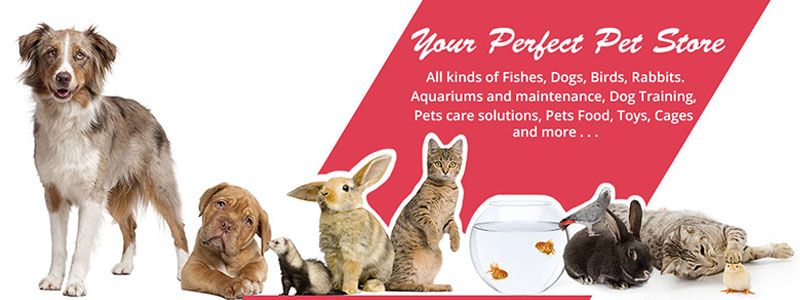 Your Perfect Pet Store
All kinds of Fishes, Dogs, Birds, Rabbits.
Aquariums and maintenance, Dog Training,
Pets care solutions, Pets Food, Toys, Cages
and more . . .